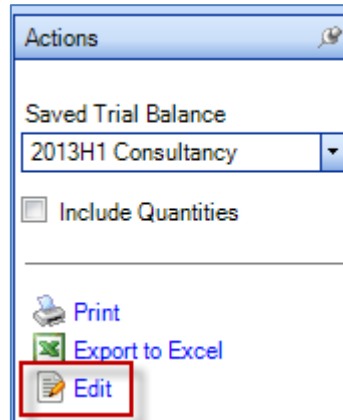 Actions
Saved Trial Balance
2013H1 Consultancy
Include Quantities
Print
Export to Excel
Edit